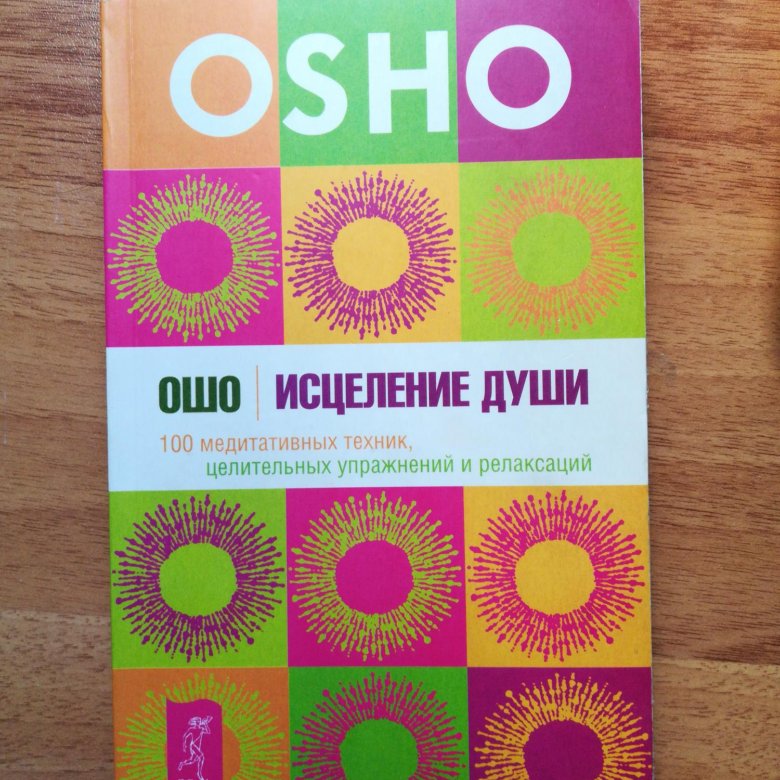 OSHO
ОШО | ИСЦЕЛЕНИЕ ДУШИ
100 медитативных техник,
целительных упражнений и релаксаций